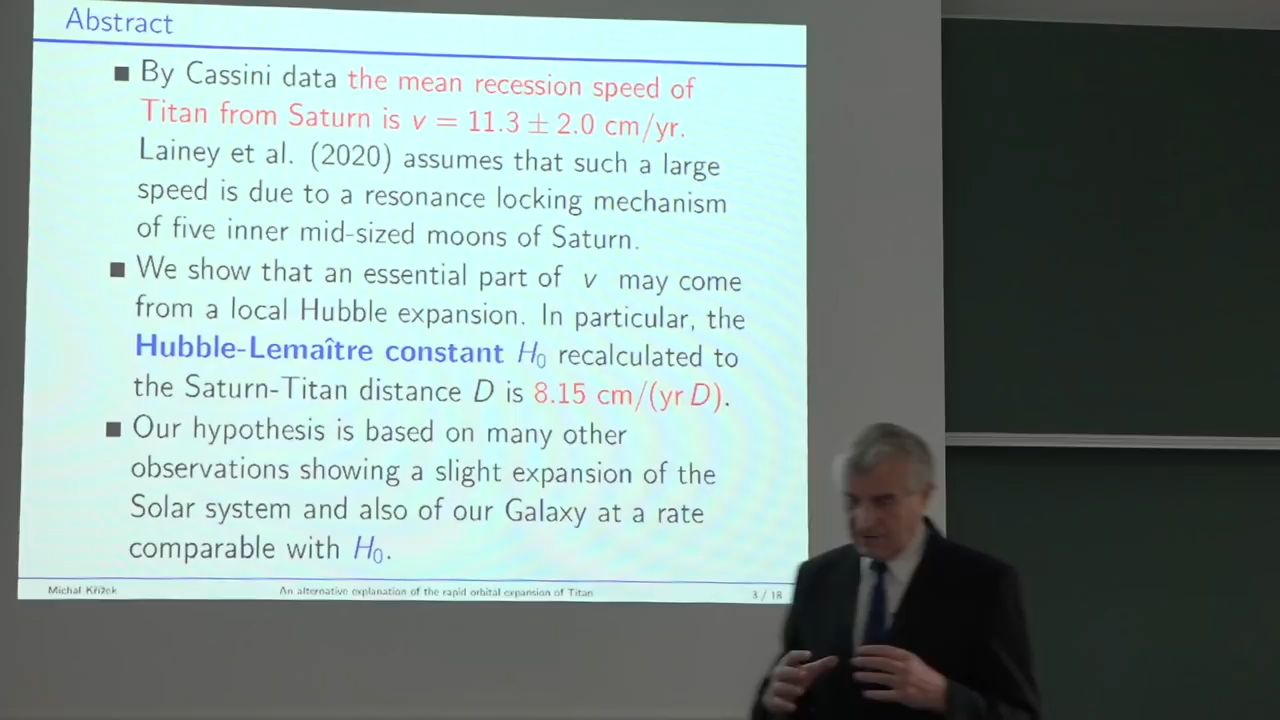 Abstract
■ By Cassini data the mean recession speed of
Titan from Saturn is v = 11.3 ± 2.0 cm/yr.
Lainey et al. (2020) assumes that such a large
speed is due to a resonance locking mechanism
of five inner mid-sized moons of Saturn.
■ We show that an essential part of v may come
from a local Hubble expansion. In particular, the
Hubble-Lemaître constant H₀ recalculated to
the Saturn-Titan distance D is 8.15 cm/(yr D).
■ Our hypothesis is based on many other
observations showing a slight expansion of the
Solar system and also of our Galaxy at a rate
comparable with H₀.
Michal Křížek An alternative explanation of the rapid orbital expansion of Titan 3 / 18